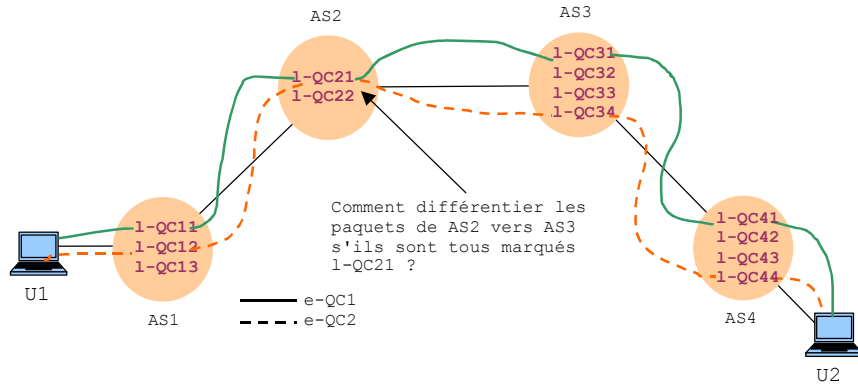 AS2
AS3
l-QC21
l-QC22
l-QC31
l-QC32
l-QC33
l-QC34
Comment différentier les
paquets de AS2 vers AS3
s'ils sont tous marqués
l-QC21 ?
l-QC11
l-QC12
l-QC13
l-QC41
l-QC42
l-QC43
l-QC44
U1
AS1
e-QC1
e-QC2
AS4
U2